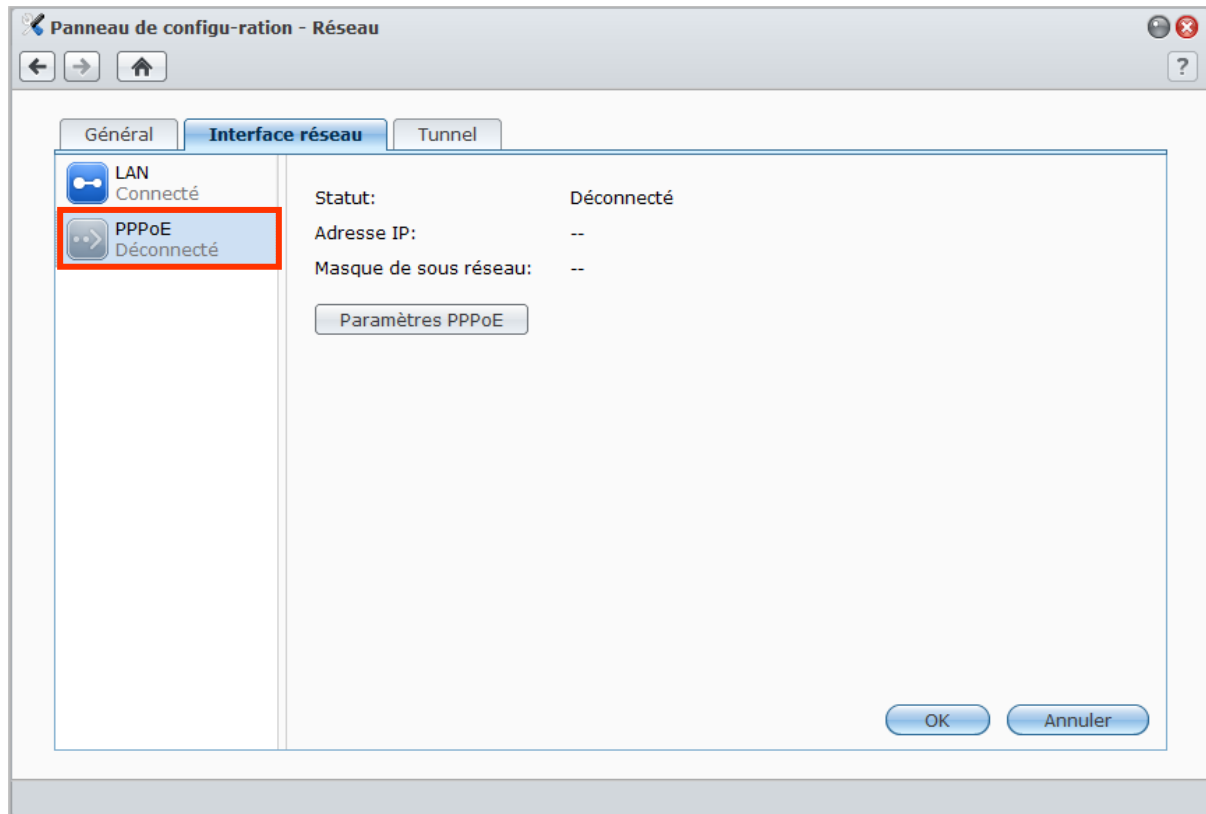 Panneau de configu-ration - Réseau
?
Général Interface réseau Tunnel
LAN
Connecté
PPPoE
Déconnecté
Statut: Déconnecté
Adresse IP: --
Masque de sous réseau: --
Paramètres PPPoE
OK Annuler